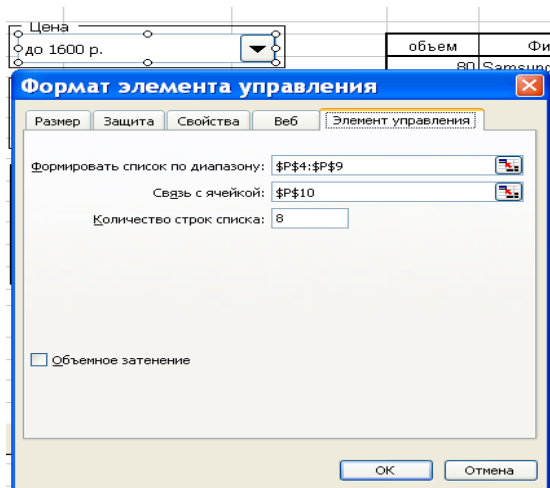 Цена
до 1600 р.
объем
80 Samsung
Формат элемента управления
Размер Защита Свойства Веб Элемент управления
Формировать список по диапазону: $P$4:$P$9
Связь с ячейкой: $P$10
Количество строк списка: 8
Объемное затенение
ОК Отмена